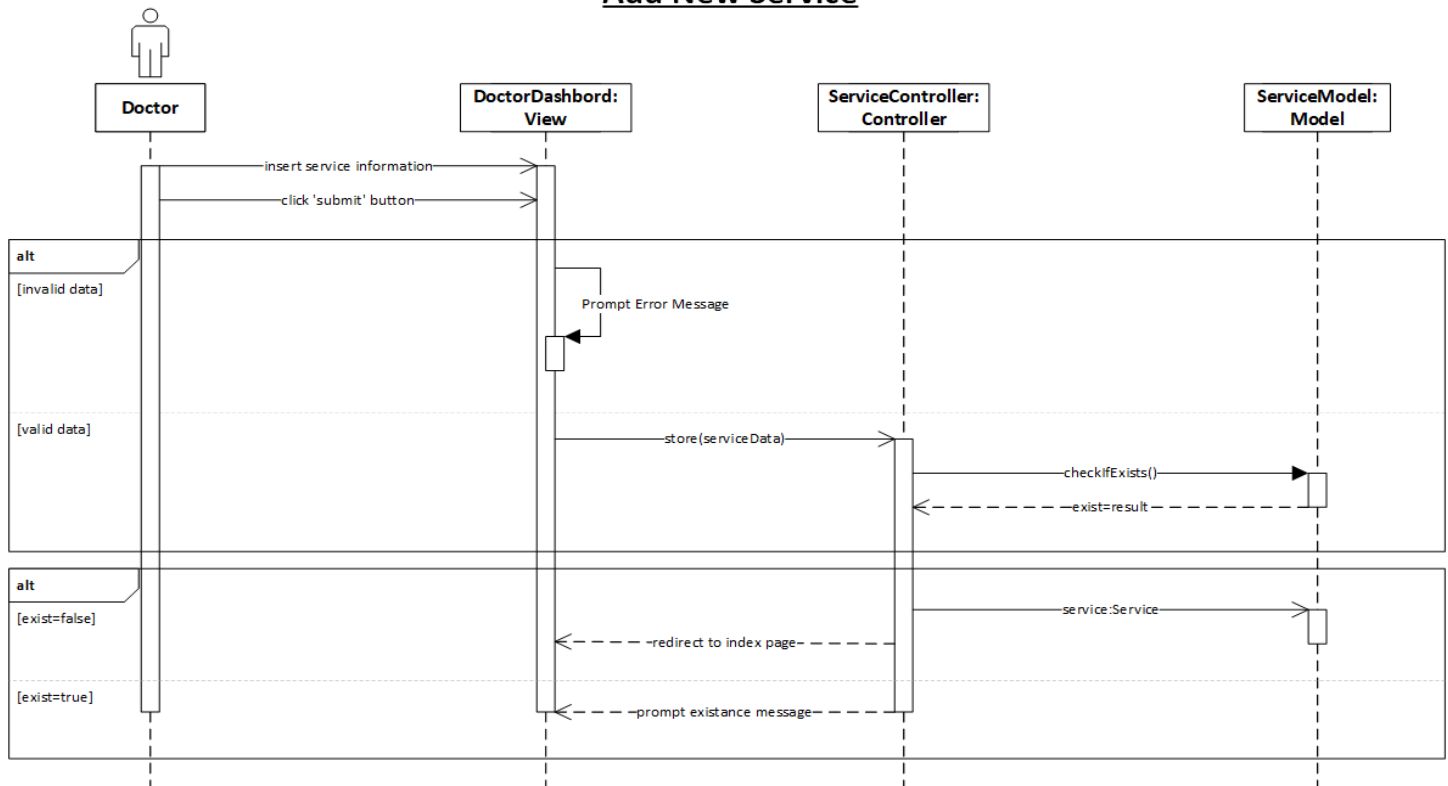 Add New Service
Doctor
DoctorDashbord:
View
ServiceController:
Controller
ServiceModel:
Model
insert service information
click 'submit' button
alt
[invalid data]
Prompt Error Message
[valid data]
store(serviceData)
checkIfExists()
exist=result
alt
[exist=false]
service:Service
redirect to index page
[exist=true]
prompt existance message